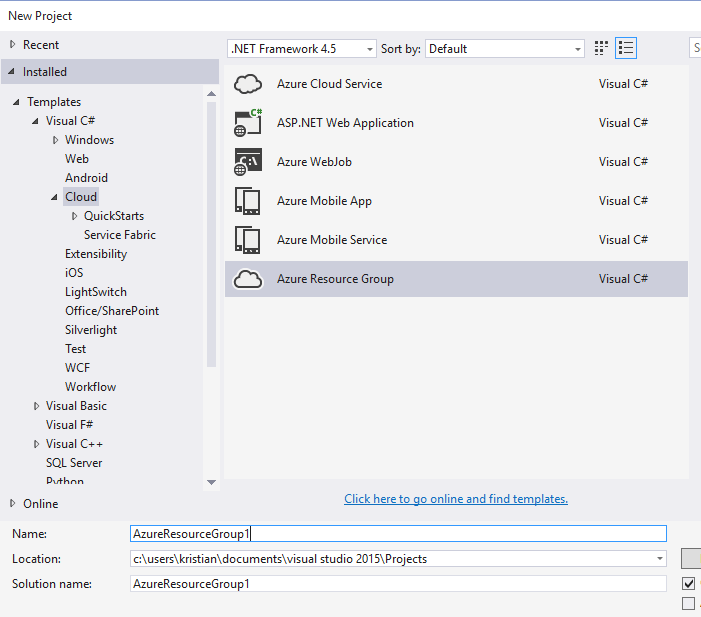 New Project
Recent
Installed
Templates
Visual C#
Windows
Web
Android
Cloud
QuickStarts
Service Fabric
Extensibility
iOS
LightSwitch
Office/SharePoint
Silverlight
Test
WCF
Workflow
Visual Basic
Visual F#
Visual C++
SQL Server
Python
Online
.NET Framework 4.5 Sort by: Default
Azure Cloud Service Visual C#
ASP.NET Web Application Visual C#
Azure WebJob Visual C#
Azure Mobile App Visual C#
Azure Mobile Service Visual C#
Azure Resource Group Visual C#
Click here to go online and find templates.
Name: AzureResourceGroup1
Location: c:\users\kristian\documents\visual studio 2015\Projects
Solution name: AzureResourceGroup1